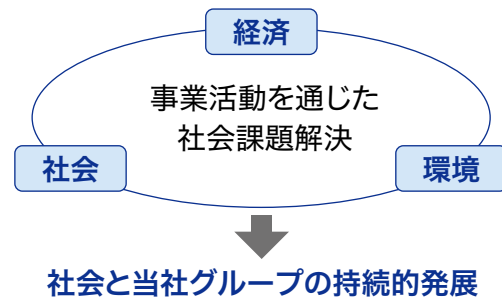 経済
事業活動を通じた
社会課題解決
社会
環境
社会と当社グループの持続的発展